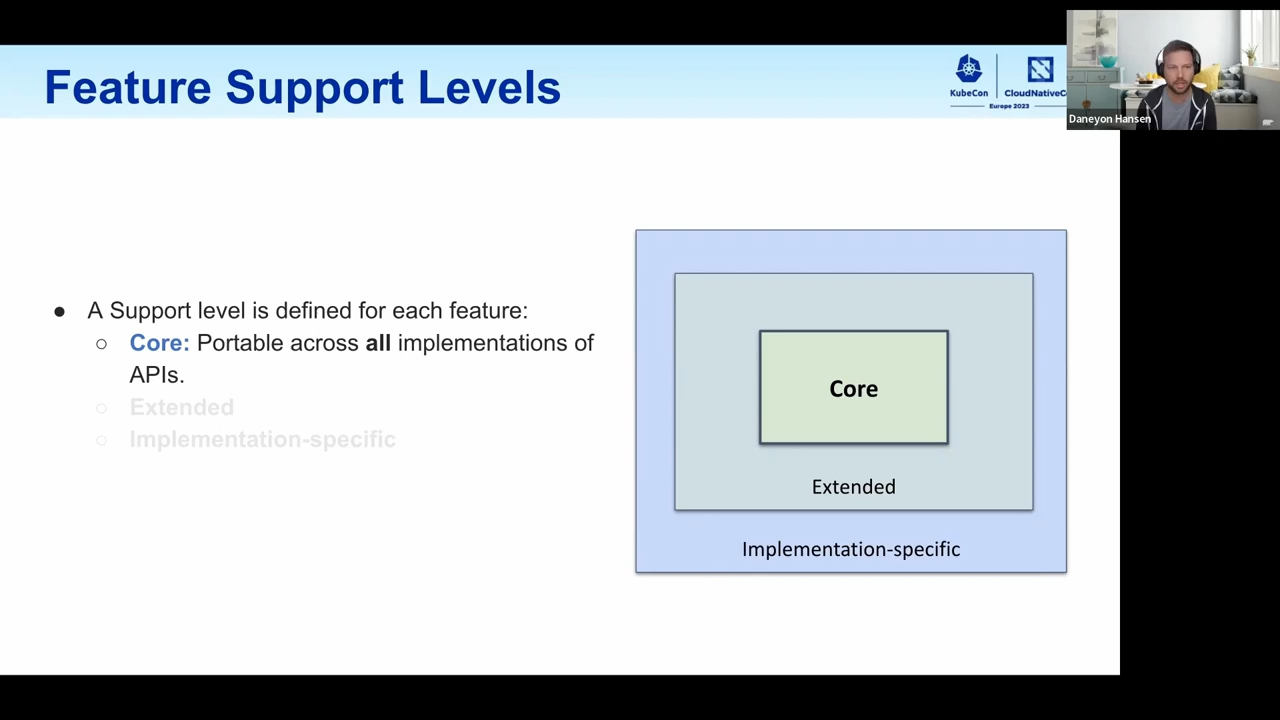 Feature Support Levels
KubeCon
CloudNativeC
Europe 2023
Daneyon Hansen
● A Support level is defined for each feature:
○ Core: Portable across all implementations of
APIs.
○ Extended
○ Implementation-specific
Core
Extended
Implementation-specific